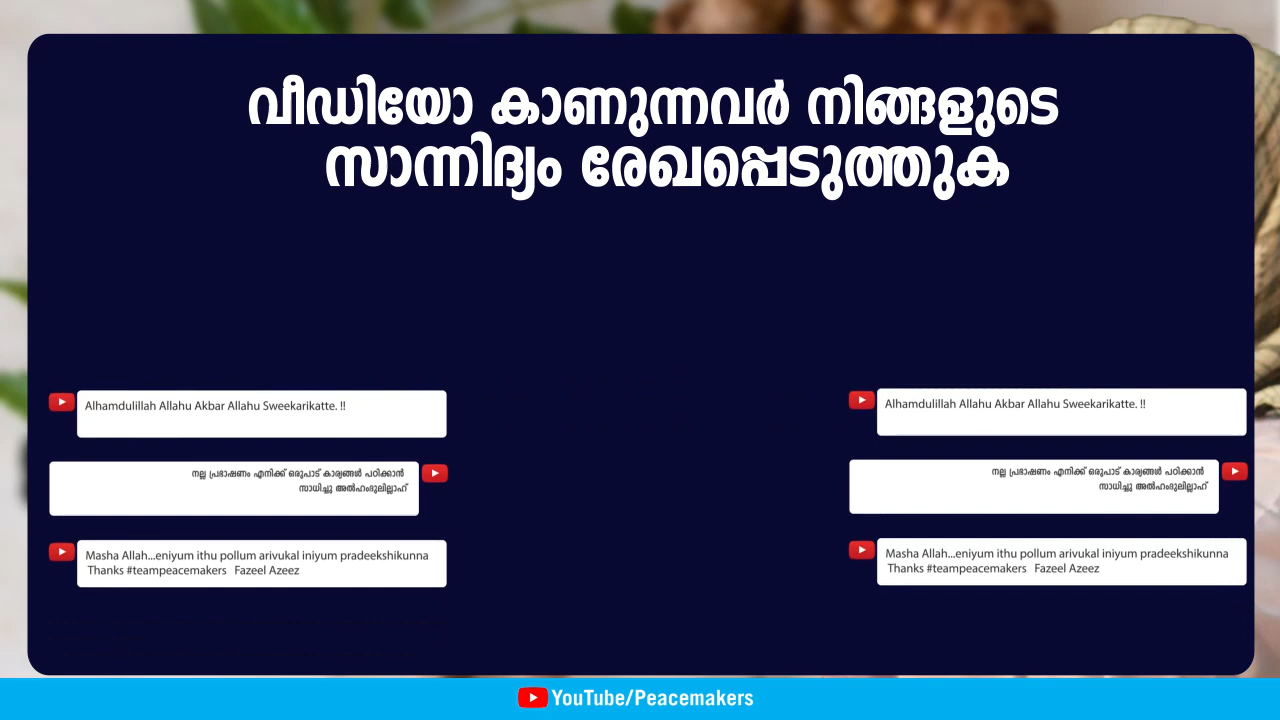 വീഡിയോ കാണുന്നവർ നിങ്ങളുടെ
സാന്നിദ്യം രേഖപ്പെടുത്തുക
Alhamdulillah Allahu Akbar Allahu Sweekarikatte. !!
നല്ല പ്രഭാഷണം എനിക്ക് ഒരുപാട് കാര്യങ്ങൾ പഠിക്കാൻ
സാധിച്ചു അൽഹംദുലില്ലാഹ്
Masha Allah...eniyum ithu pollum arivukal iniyum pradeekshikunna
Thanks #teampeacemakers Fazeel Azeez
Alhamdulillah Allahu Akbar Allahu Sweekarikatte. !!
നല്ല പ്രഭാഷണം എനിക്ക് ഒരുപാട് കാര്യങ്ങൾ പഠിക്കാൻ
സാധിച്ചു അൽഹംദുലില്ലാഹ്
Masha Allah...eniyum ithu pollum arivukal iniyum pradeekshikunna
Thanks #teampeacemakers Fazeel Azeez
YouTube/Peacemakers